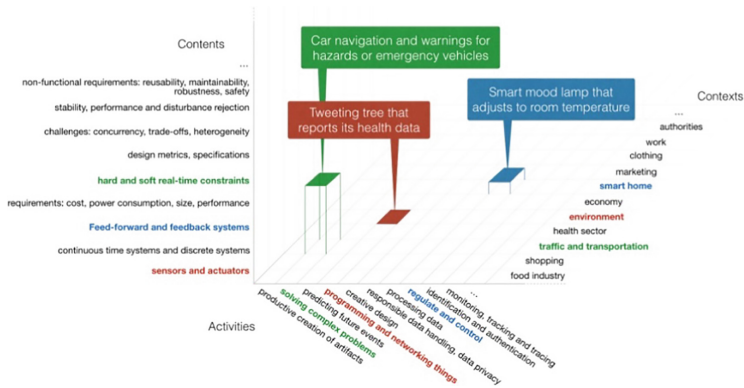 Contents
...
non-functional requirements: reusability, maintainability,
robustness, safety
stability, performance and disturbance rejection
challenges: concurrency, trade-offs, heterogeneity
design metrics, specifications
hard and soft real-time constraints
requirements: cost, power consumption, size, performance
Feed-forward and feedback systems
continuous time systems and discrete systems
sensors and actuators
Car navigation and warnings for
hazards or emergency vehicles
Tweeting tree that
reports its health data
Smart mood lamp that
adjusts to room temperature
Contexts
...
authorities
work
clothing
marketing
smart home
economy
environment
health sector
traffic and transportation
shopping
food industry
Activities
productive creation of artifacts
solving complex problems
predicting future events
programming and networking things
creative design
responsible data handling, data privacy
processing data
regulate and control
identification and authentication
monitoring, tracking and tracing
...